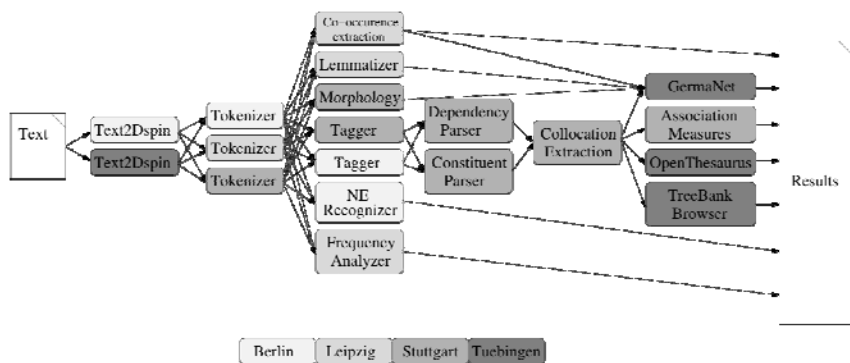 Text
Text2Dspin
Text2Dspin
Tokenizer
Tokenizer
Tokenizer
Co-occurence
extraction
Lemmatizer
Morphology
Tagger
Tagger
NE
Recognizer
Frequency
Analyzer
Dependency
Parser
Constituent
Parser
Collocation
Extraction
GermaNet
Association
Measures
OpenThesaurus
TreeBank
Browser
Results
Berlin
Leipzig
Stuttgart
Tuebingen